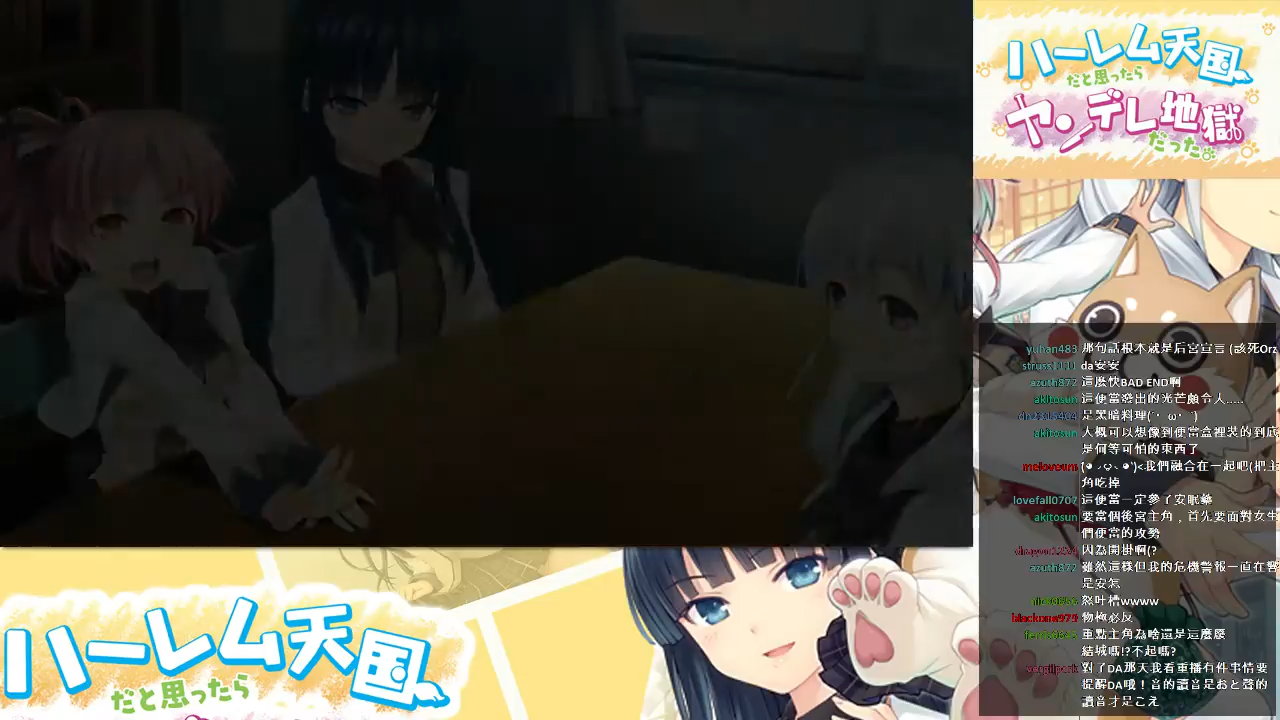 ハーレム天国
だと思ったら
ヤンデレ地獄
だった
yuhan483 那句話根本就是后宮宣言 (該死Orz
struss1111 da安安
azuth872 這麼快BAD END啊
akitosun 這便當發出的光芒頗令人.....
是黑暗料理(´・ω・`)
akitosun 大概可以想像到便當盒裡裝的到底
是何等可怕的東西了
<我們融合在一起吧(把主
角吃掉
lovefall0707 這便當一定參了安眠藥
akitosun 要當個後宮主角，首先要面對女生
們便當的攻勢
因為開掛啊(?
azuth872 雖然這樣但我的危機警報一直在響
是安怎
怒吐槽wwww
blackone979 物極必反
重點主角為啥還是這麼廢
結城嗎!?不起嗎?
對了DA那天我看重播有件事情要
提醒DA哦！音的讀音是おと聲的
讀音才是こえ
ハーレム天国
だと思ったら